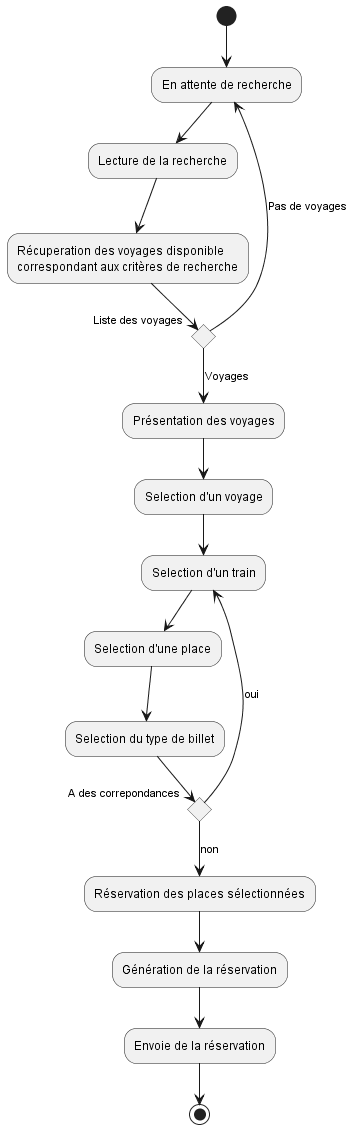 En attente de recherche
Lecture de la recherche
Pas de voyages
Récuperation des voyages disponible
correspondant aux critères de recherche
Liste des voyages
Voyages
Présentation des voyages
Selection d'un voyage
Selection d'un train
Selection d'une place
oui
Selection du type de billet
A des correpondances
non
Réservation des places sélectionnées
Génération de la réservation
Envoie de la réservation